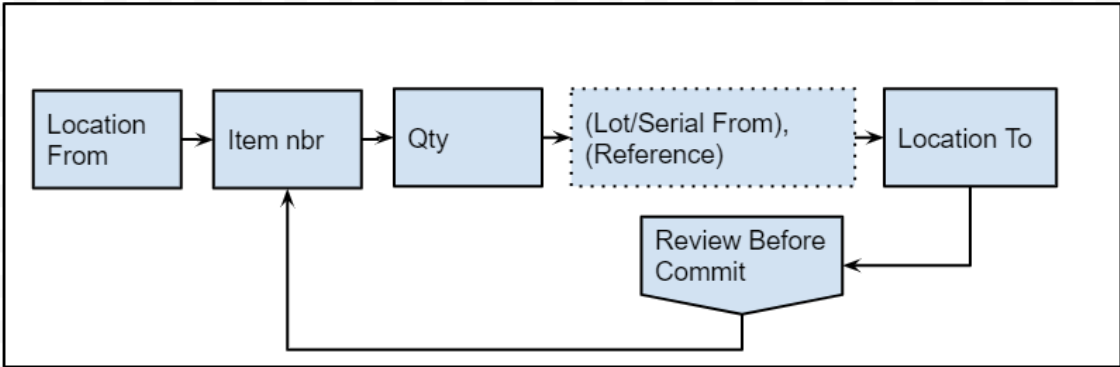 Location
From
Item nbr
Qty
(Lot/Serial From),
(Reference)
Location To
Review Before
Commit